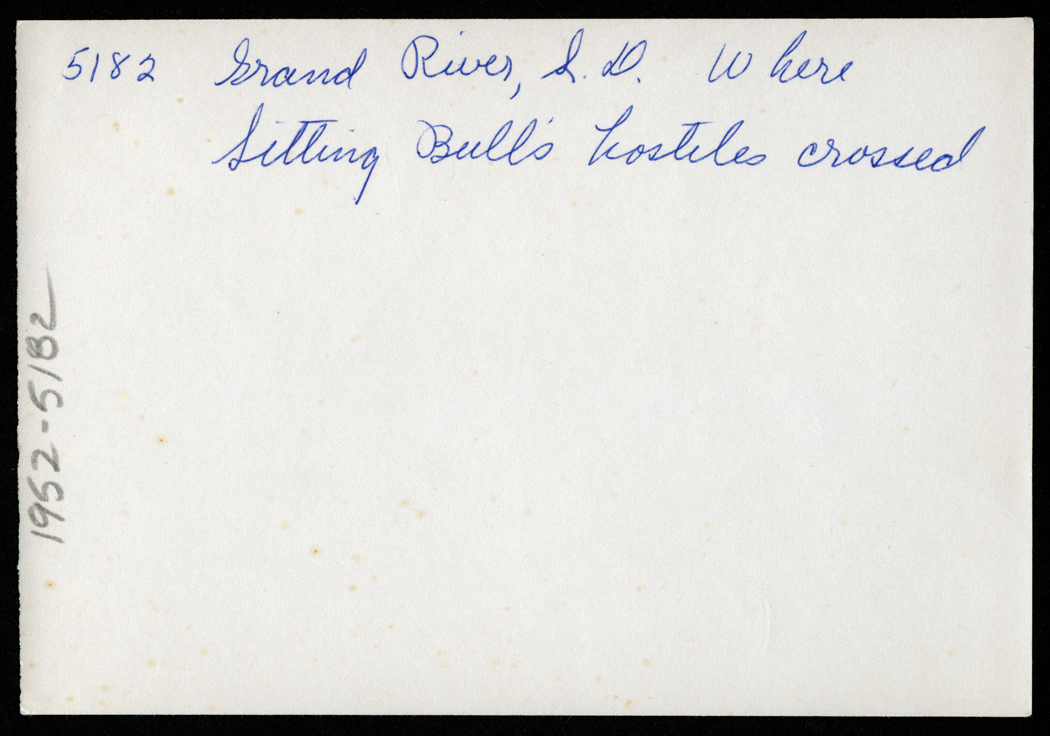 5182 Grand River, S. D. Where
Sitting Bull's hostiles crossed
1952-5182